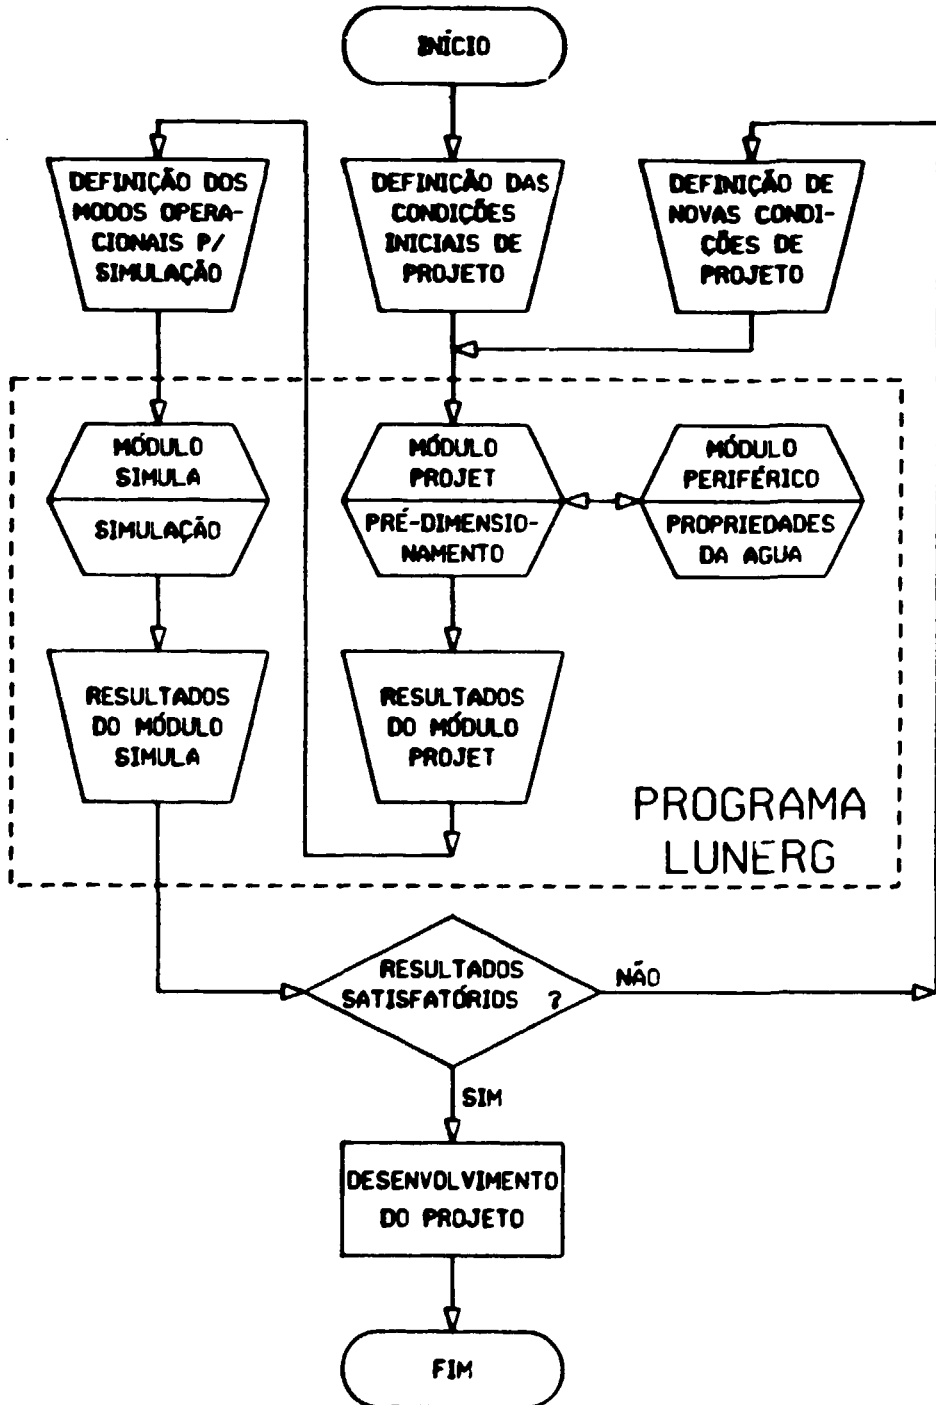 INÍCIO
DEFINIÇÃO DOS
MODOS OPERA-
CIONAIS P/
SIMULAÇÃO
DEFINIÇÃO DAS
CONDIÇÕES
INICIAIS DE
PROJETO
DEFINIÇÃO DE
NOVAS CONDI-
ÇÕES DE
PROJETO
MÓDULO
SIMULA
SIMULAÇÃO
MÓDULO
PROJET
PRÉ-DIMENSIO-
NAMENTO
MÓDULO
PERIFÉRICO
PROPRIEDADES
DA AGUA
RESULTADOS
DO MÓDULO
SIMULA
RESULTADOS
DO MÓDULO
PROJET
PROGRAMA
LUNERG
RESULTADOS
SATISFATÓRIOS ?
NÃO
SIM
DESENVOLVIMENTO
DO PROJETO
FIM